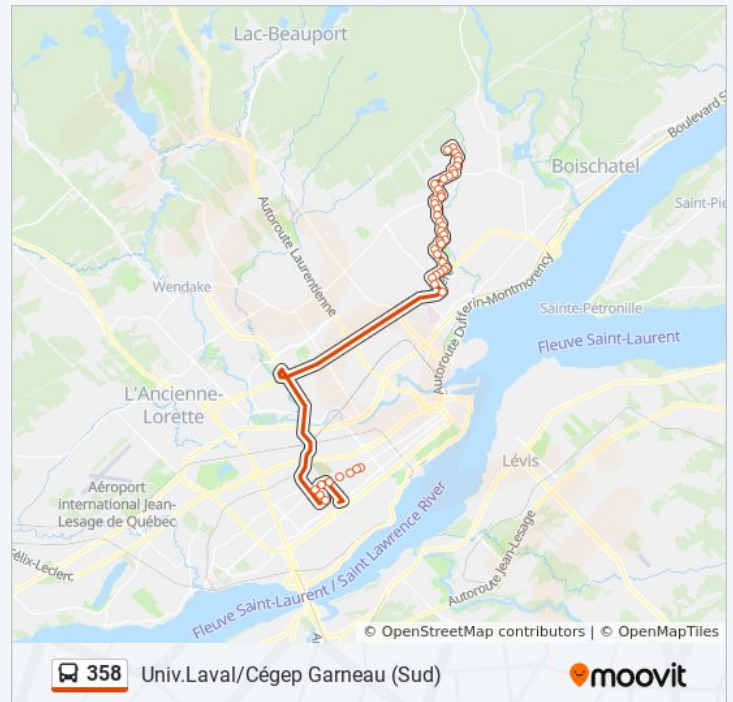 Lac-Beauport
Boulevard S
Boischatel
Saint-Pie
Autoroute Laurentienne
Wendake
Autoroute Dufferin-Montmorency
Sainte-Pétronille
Fleuve Saint-Laurent
L'Ancienne-
Lorette
Lévis
Aéroport
international Jean-
Lesage de Québec
Félix-Leclerc
Fleuve Saint-Laurent / Saint Lawrence River
Autoroute Jean-Lesage
© OpenStreetMap contributors | © OpenMapTiles
358 Univ.Laval/Cégep Garneau (Sud)
moovit